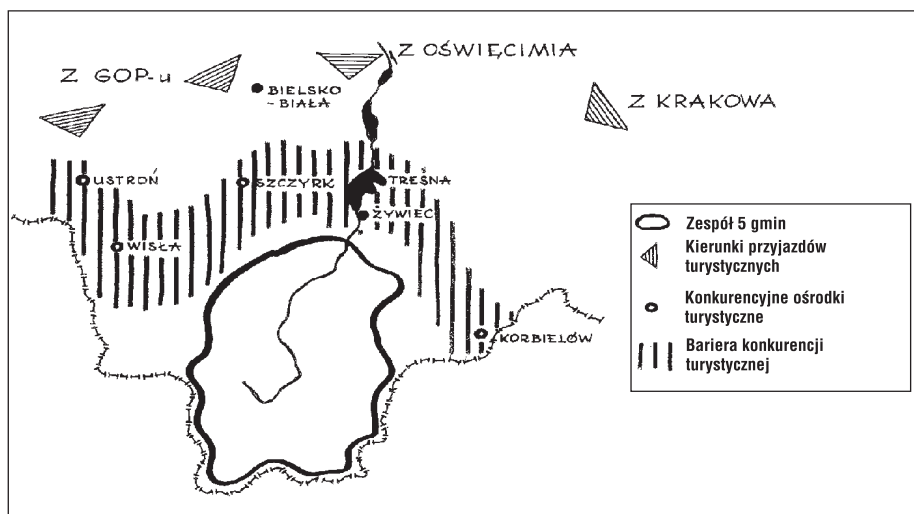 Z OŚWIĘCIMIA
Z GOP-u
BIELSKO
-BIAŁA
Z KRAKOWA
USTROŃ
SZCZYRK
TREŚNA
ŻYWIEC
WISŁA
KORBIELÓW
Zespół 5 gmin
Kierunki przyjazdów
turystycznych
Konkurencyjne ośrodki
turystyczne
Bariera konkurencji
turystycznej